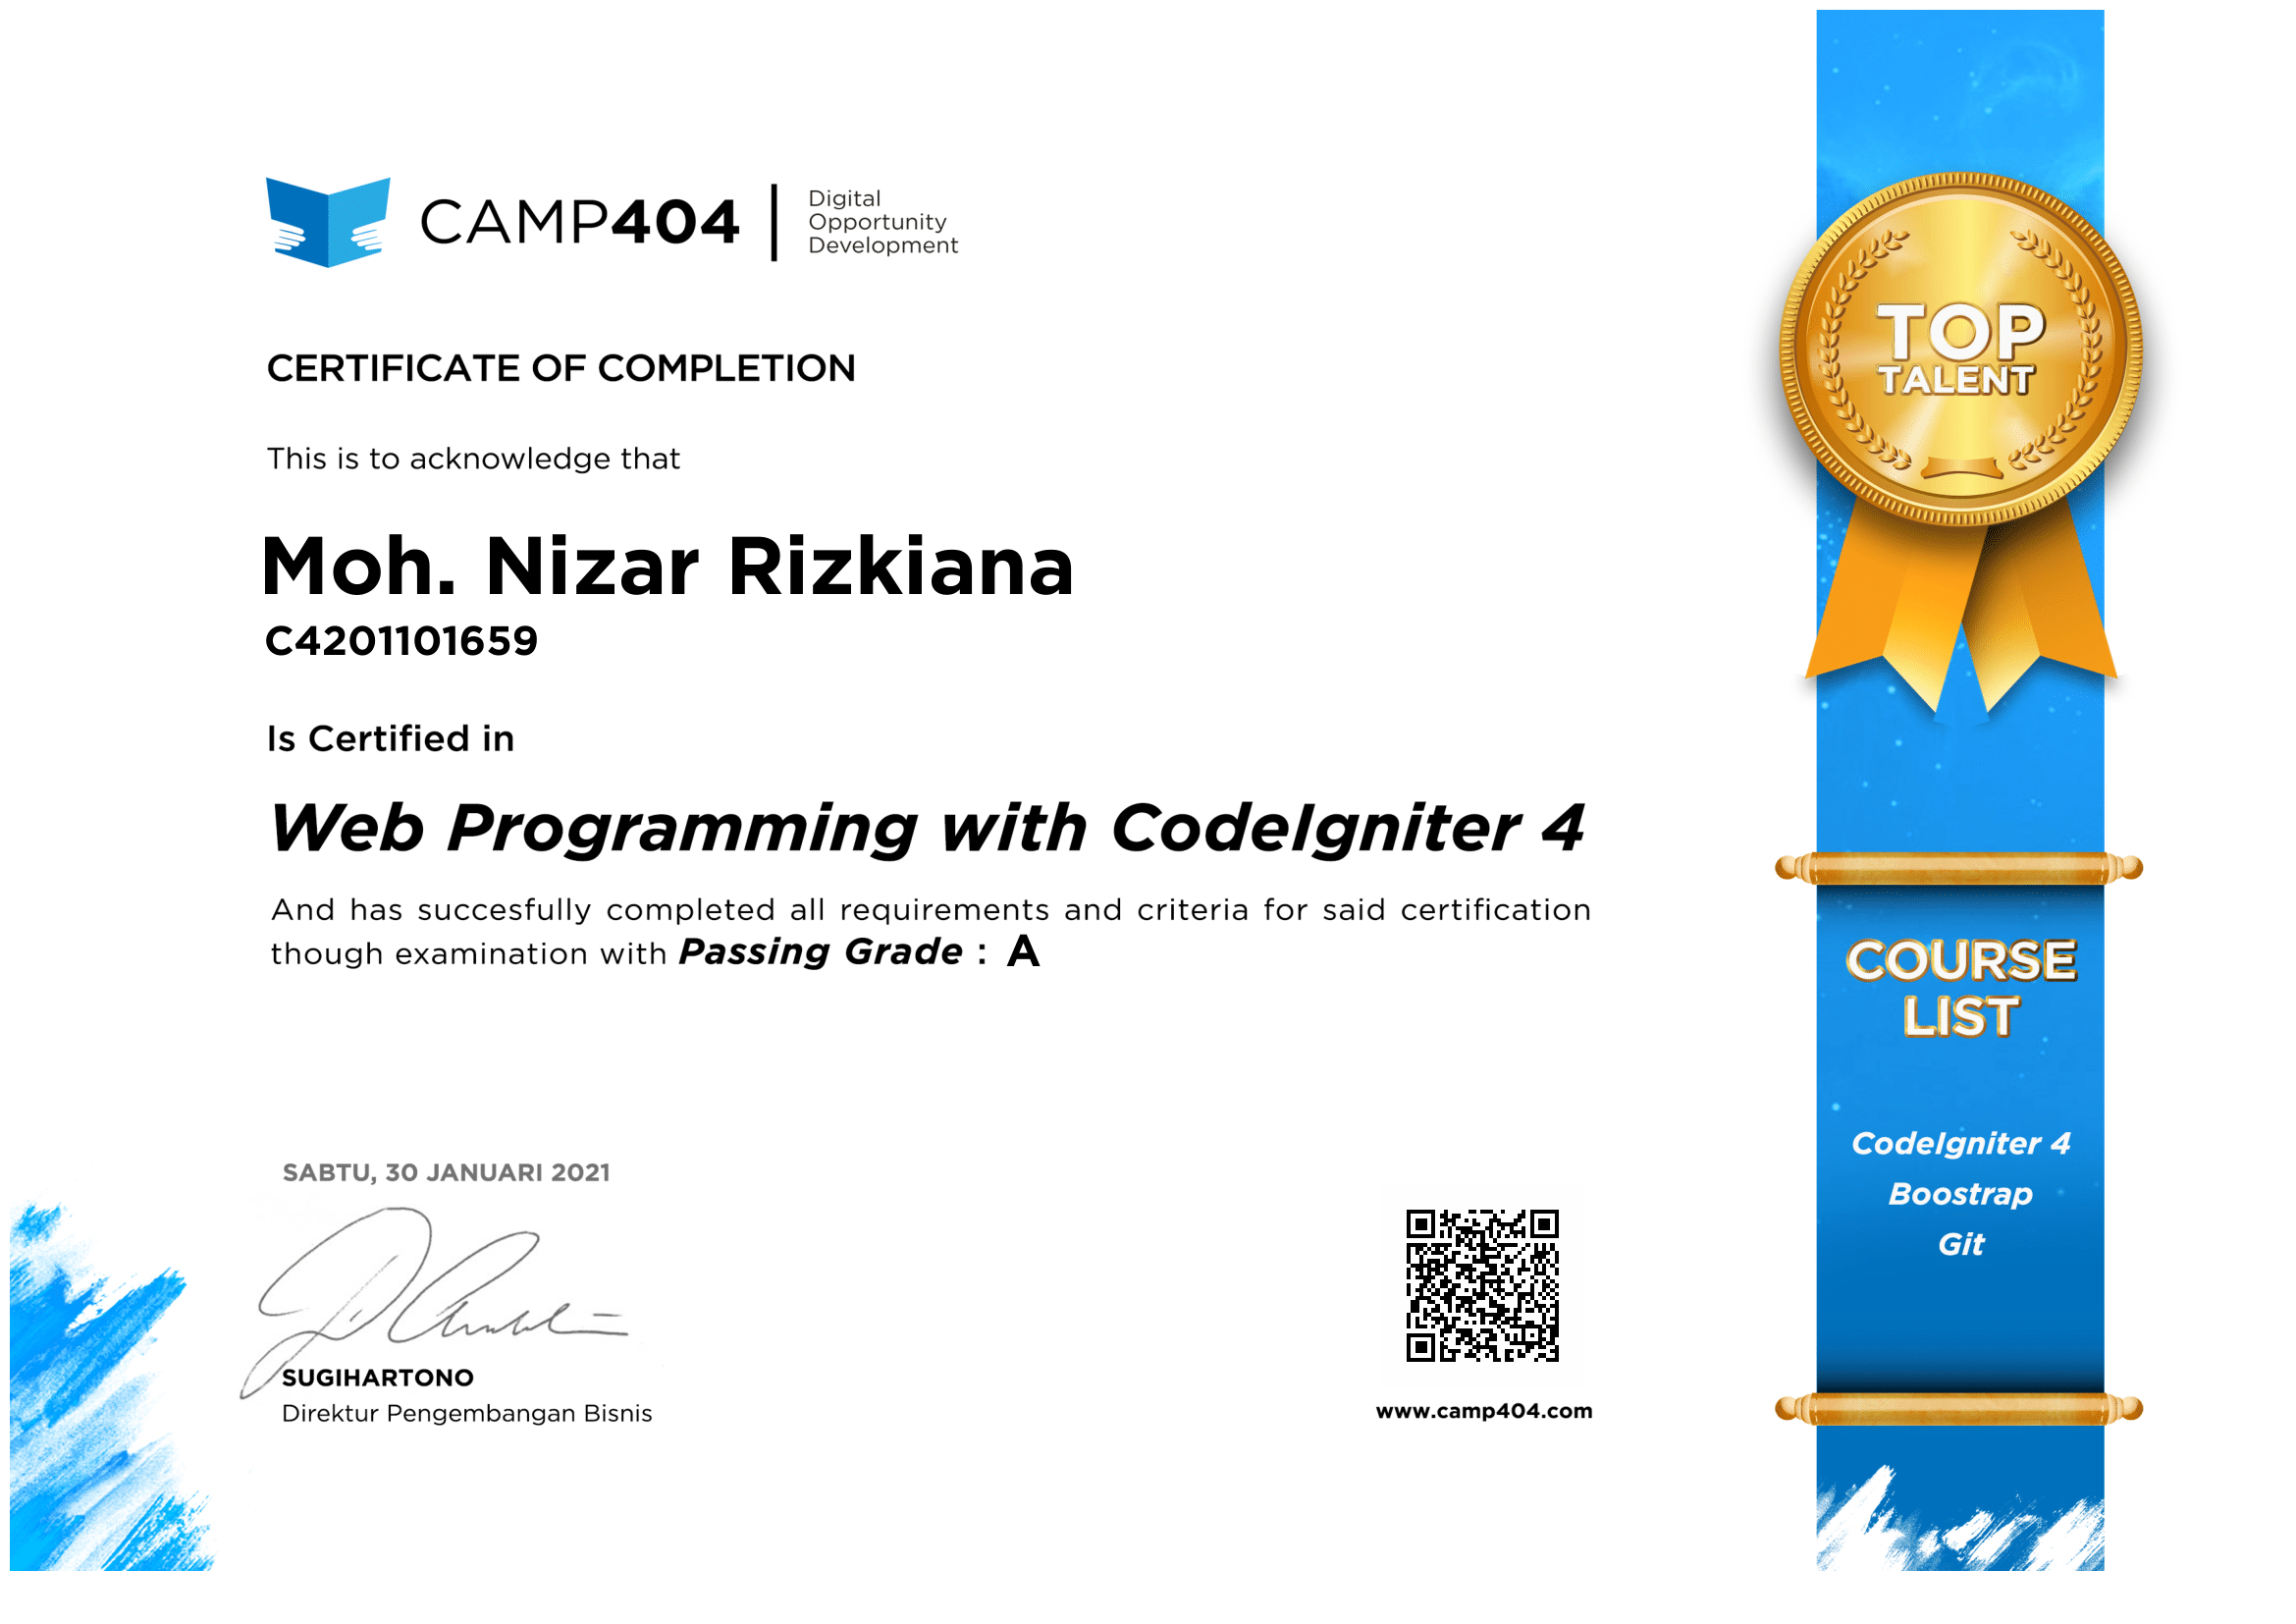 CAMP404
Digital
Opportunity
Development
CERTIFICATE OF COMPLETION
This is to acknowledge that
Moh. Nizar Rizkiana
C4201101659
Is Certified in
Web Programming with CodeIgniter 4
And has succesfully completed all requirements and criteria for said certification
though examination with Passing Grade : A
SABTU, 30 JANUARI 2021
SUGIHARTONO
Direktur Pengembangan Bisnis
www.camp404.com
TOP
TALENT
COURSE
LIST
CodeIgniter 4
Boostrap
Git